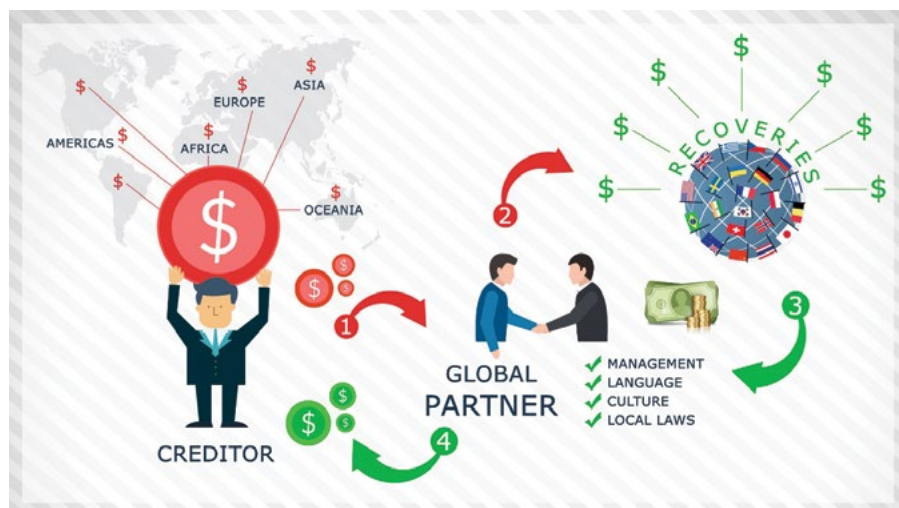 $
ASIA
$
EUROPE
$
AMERICAS $
$
AFRICA
$
$
OCEANIA
$
$
$
$
CREDITOR
1
$
$
$
4
2
GLOBAL
PARTNER
MANAGEMENT
LANGUAGE
CULTURE
LOCAL LAWS
3
RECOVERIES
$
$
$
$
$
$
$